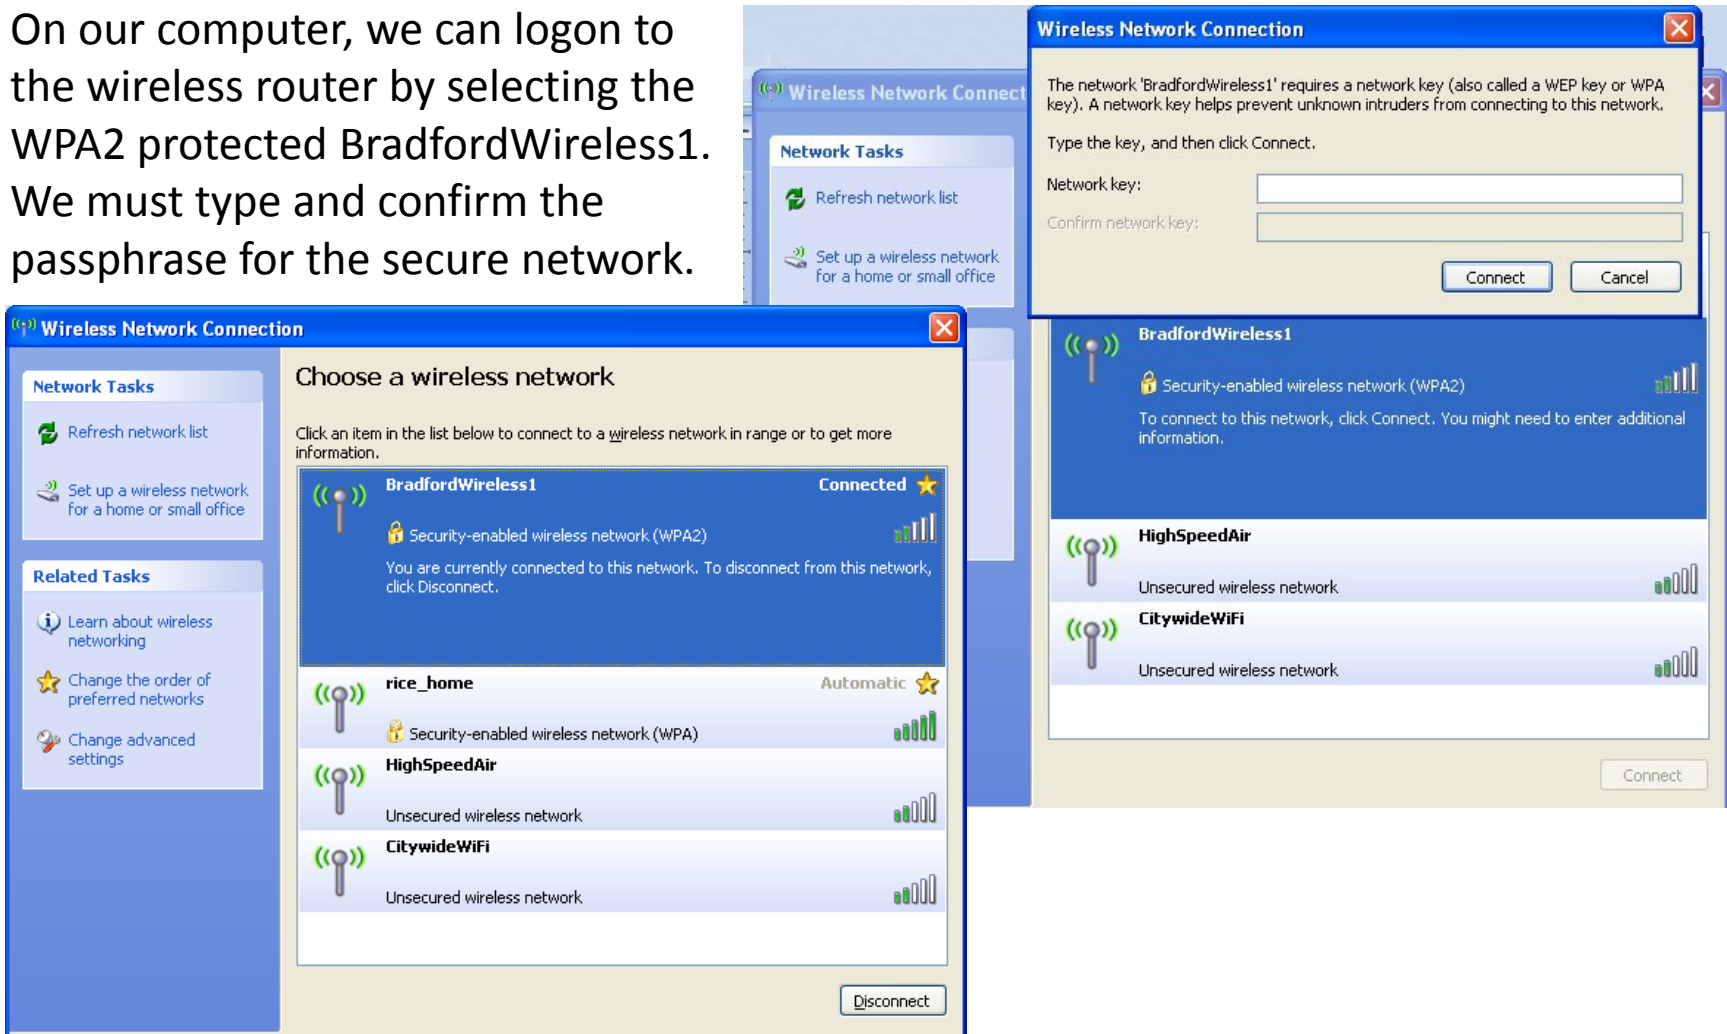 On our computer, we can logon to
the wireless router by selecting the
WPA2 protected BradfordWireless1.
We must type and confirm the
passphrase for the secure network.
Wireless Network Connect
Network Tasks
Refresh network list
Set up a wireless network
for a home or small office
Wireless Network Connection
The network 'BradfordWireless1' requires a network key (also called a WEP key or WPA
key). A network key helps prevent unknown intruders from connecting to this network.
Type the key, and then click Connect.
Network key:
Confirm network key:
Connect
Cancel
BradfordWireless1
Security-enabled wireless network (WPA2)
To connect to this network, click Connect. You might need to enter additional
information.
HighSpeedAir
Unsecured wireless network
CitywideWiFi
Unsecured wireless network
Connect
Wireless Network Connection
Network Tasks
Refresh network list
Set up a wireless network
for a home or small office
Related Tasks
Learn about wireless
networking
Change the order of
preferred networks
Change advanced
settings
Choose a wireless network
Click an item in the list below to connect to a wireless network in range or to get more
information.
BradfordWireless1
Connected
Security-enabled wireless network (WPA2)
You are currently connected to this network. To disconnect from this network,
click Disconnect.
rice_home
Automatic
Security-enabled wireless network (WPA)
HighSpeedAir
Unsecured wireless network
CitywideWiFi
Unsecured wireless network
Disconnect